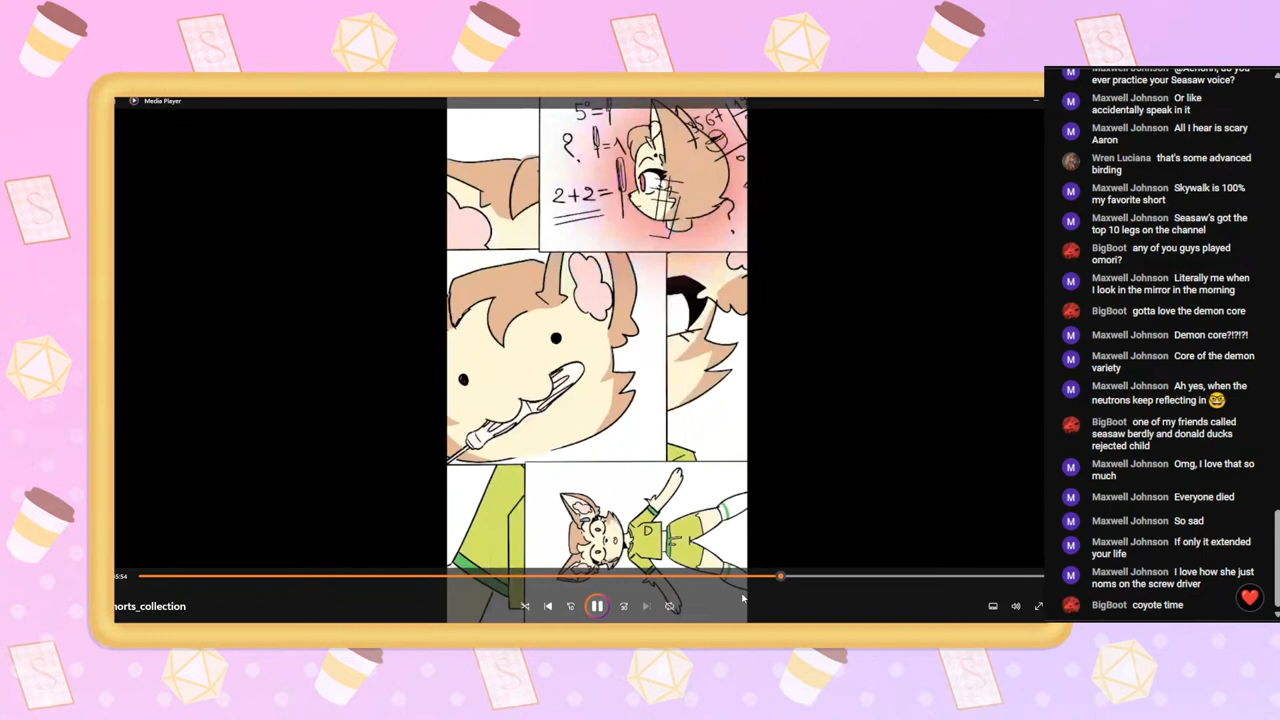 Media Player
5°=
?
2+2=
8567
?
D
5:54
horts_collection
ever practice your Seasaw voice?
Maxwell Johnson Or like
accidentally speak in it
Maxwell Johnson All I hear is scary
Aaron
Wren Luciana that's some advanced
birding
Maxwell Johnson Skywalk is 100%
my favorite short
Maxwell Johnson Seasaw's got the
top 10 legs on the channel
BigBoot any of you guys played
omori?
Maxwell Johnson Literally me when
I look in the mirror in the morning
BigBoot gotta love the demon core
Maxwell Johnson Demon core?!?!?!
Maxwell Johnson Core of the demon
variety
Maxwell Johnson Ah yes, when the
neutrons keep reflecting in 🤓
BigBoot one of my friends called
seasaw berdly and donald ducks
rejected child
Maxwell Johnson Omg, I love that so
much
Maxwell Johnson Everyone died
Maxwell Johnson So sad
Maxwell Johnson If only it extended
your life
Maxwell Johnson I love how she just
noms on the screw driver
BigBoot coyote time